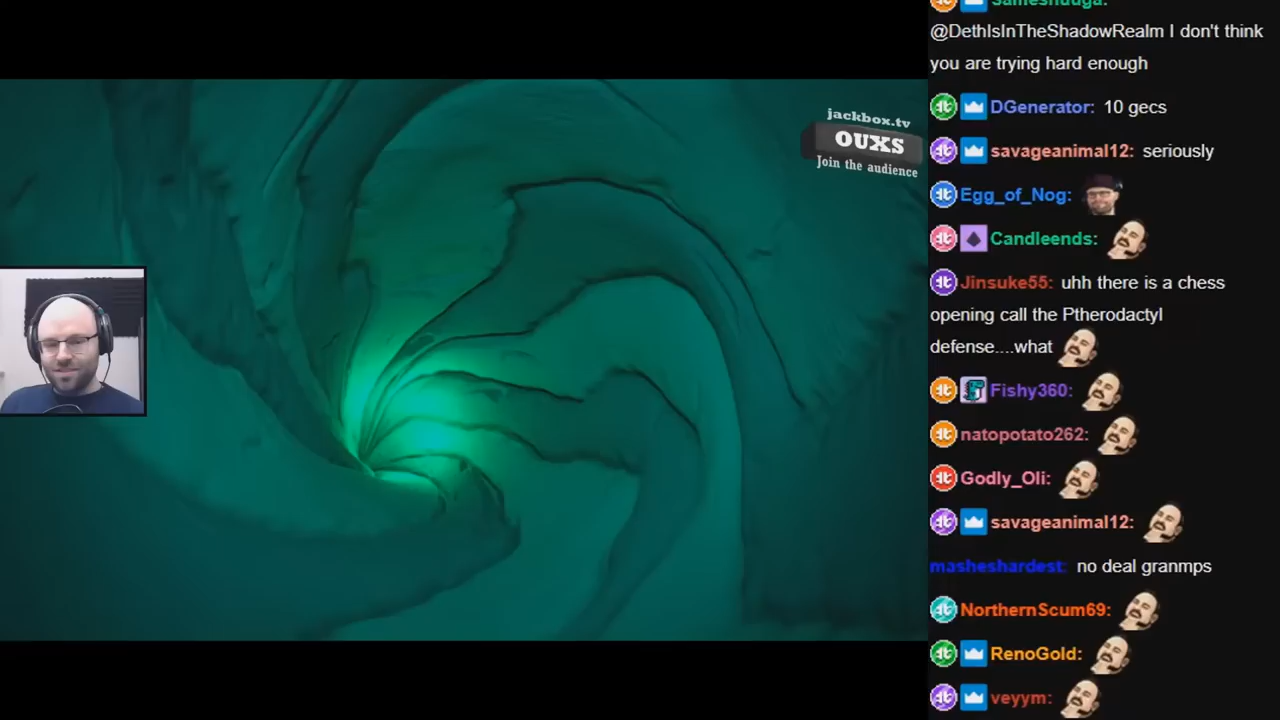 jackbox.tv
OUXS
Join the audience
Sameshuuga:
@DethIsInTheShadowRealm I don't think
you are trying hard enough
DGenerator: 10 gecs
savageanimal12: seriously
Egg_of_Nog:
Candleends:
Jinsuke55: uhh there is a chess
opening call the Ptherodactyl
defense....what
Fishy360:
natopotato262:
Godly_Oli:
savageanimal12:
masheshardest: no deal granmps
NorthernScum69:
RenoGold:
veyym: